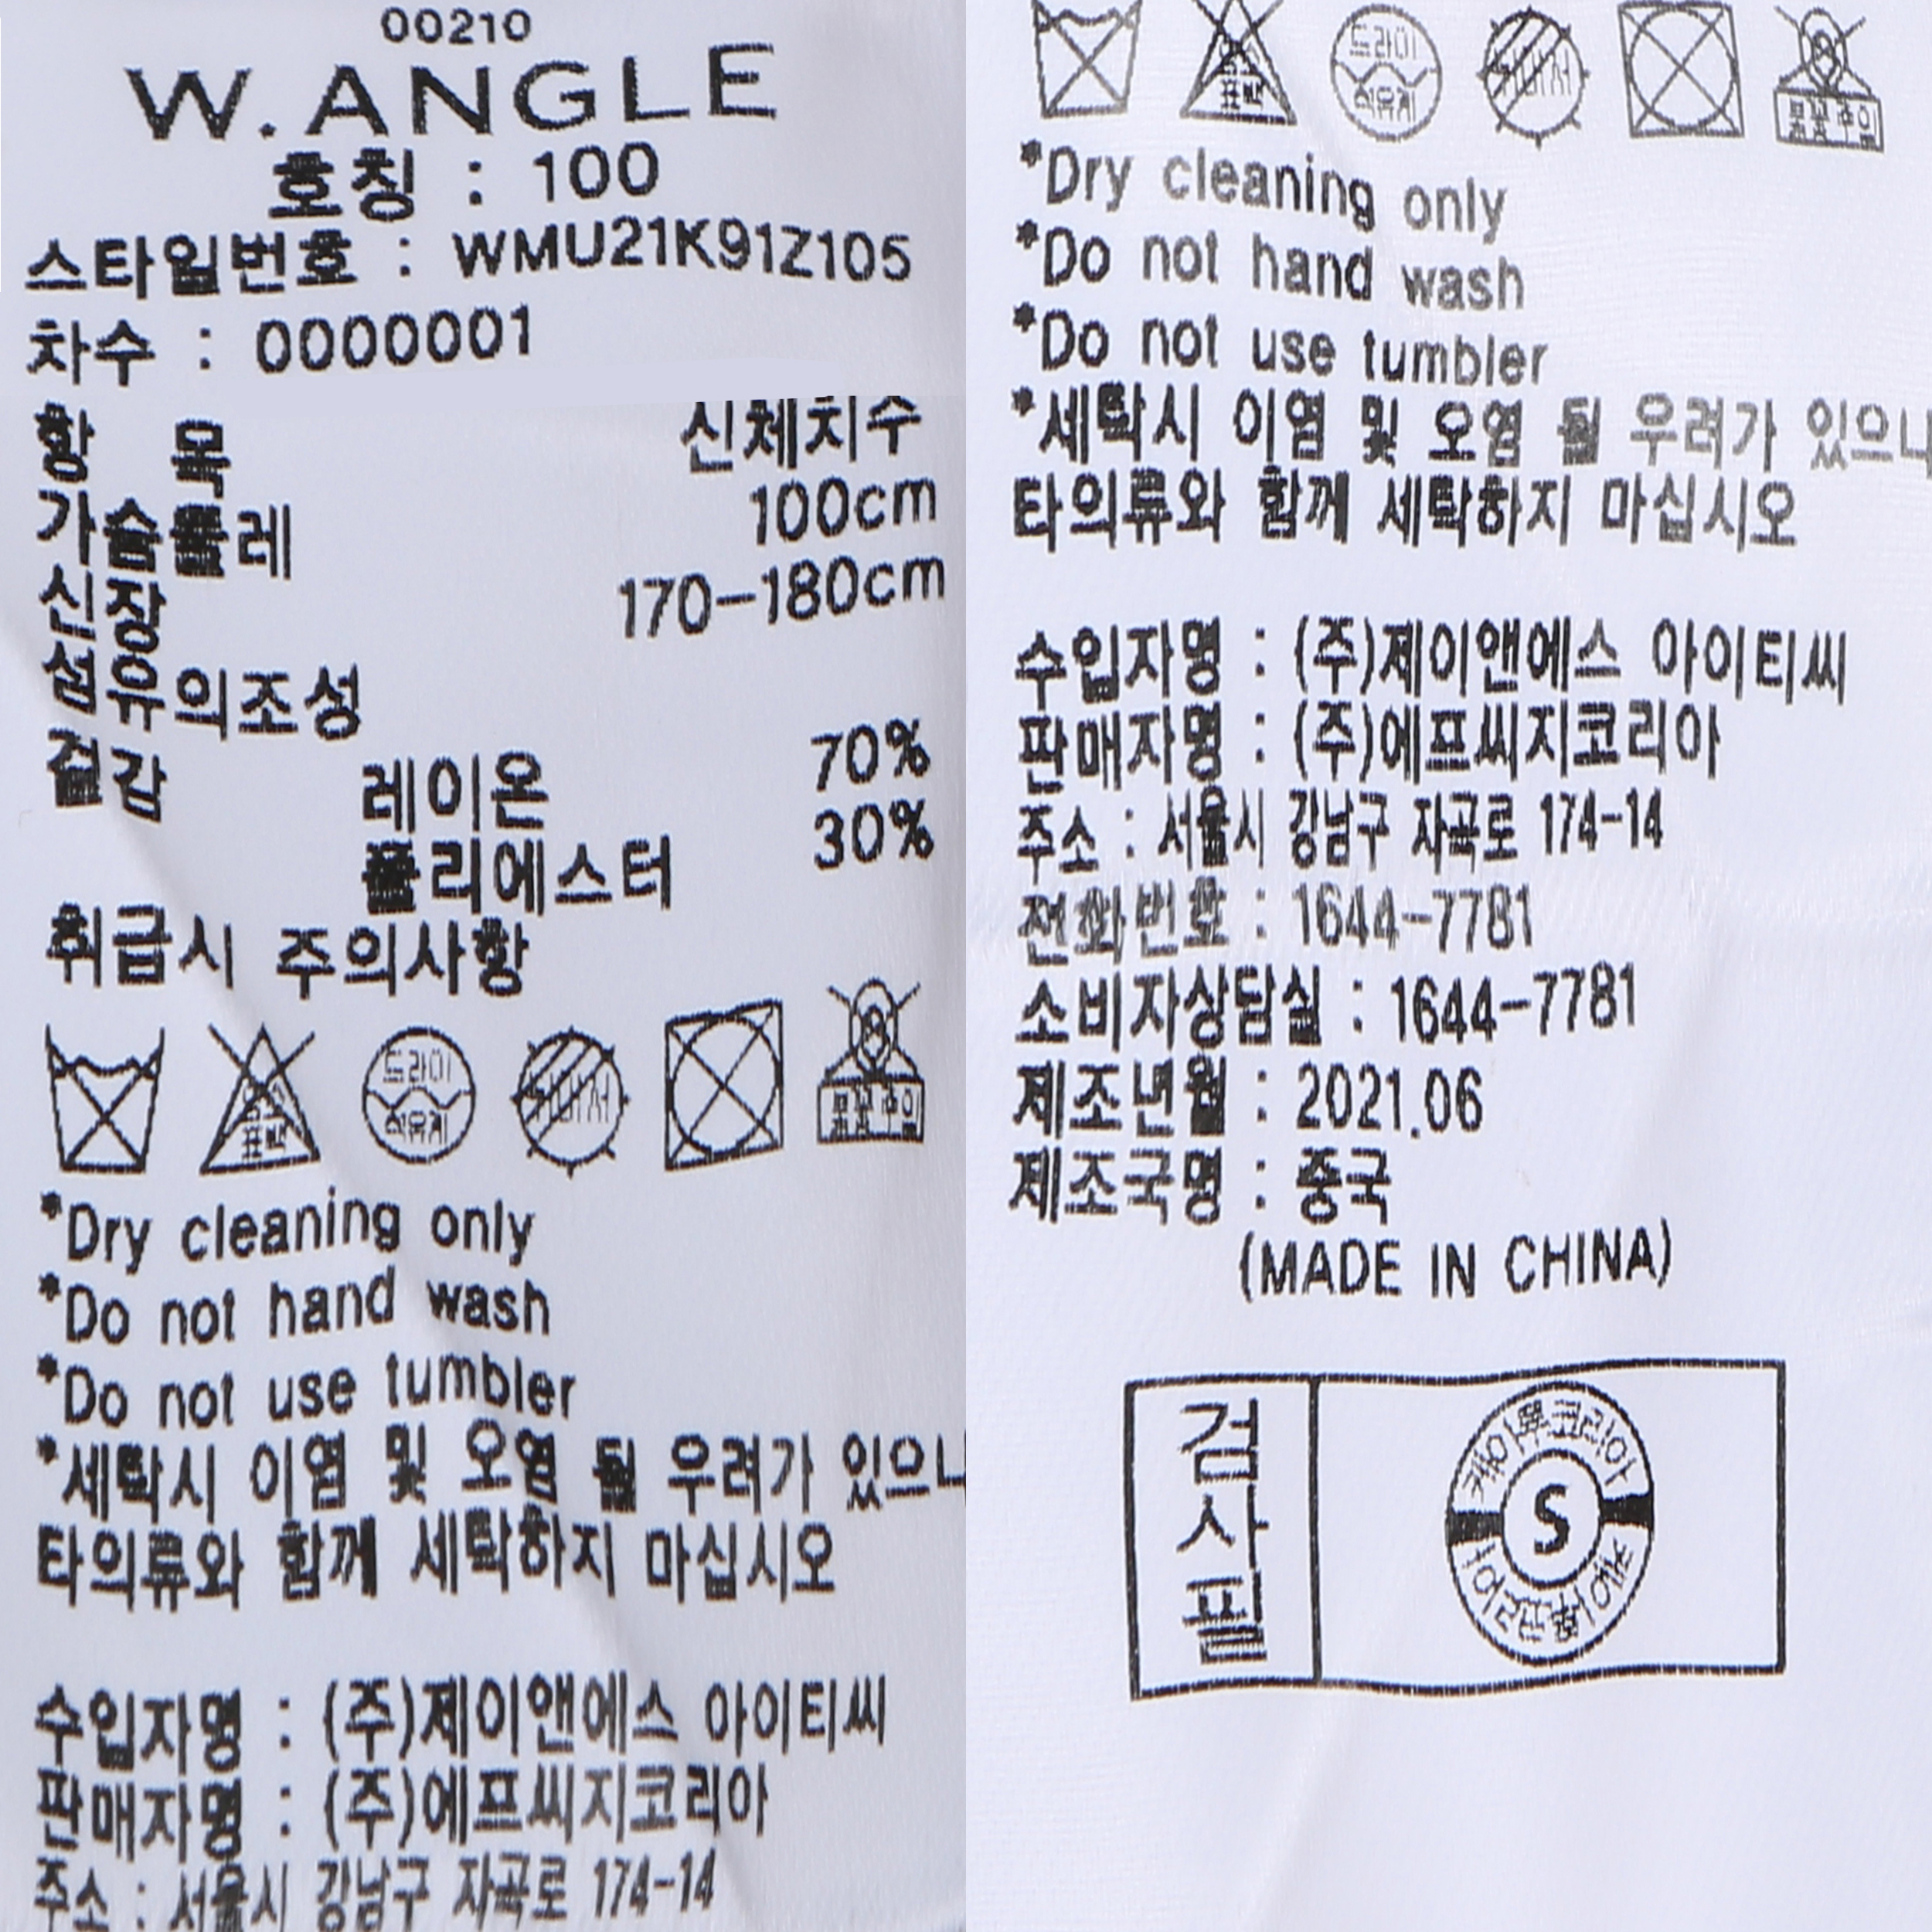 00210
W.ANGLE
호칭 : 100
스타일번호 : WMU21K91Z105
차수 : 0000001
항 목 신체치수
가슴둘레 100cm
신장 170-180cm
섬유의조성
겉감 레이온 70%
폴리에스터 30%
취급시 주의사항
염소 표백 드라이 석유계 물꽃주의
*Dry cleaning only
*Do not hand wash
*Do not use tumbler
*세탁시 이염 및 오염 될 우려가 있으니
타의류와 함께 세탁하지 마십시오
수입자명 : (주)제이앤에스 아이티씨
판매자명 : (주)에프씨지코리아
주소 : 서울시 강남구 자곡로 174-14
표백 드라이 석유계
*Dry cleaning only
*Do not hand wash
*Do not use tumbler
*세탁시 이염 및 오염 될 우려가 있으니
타의류와 함께 세탁하지 마십시오
수입자명 : (주)제이앤에스 아이티씨
판매자명 : (주)에프씨지코리아
주소 : 서울시 강남구 자곡로 174-14
전화번호 : 1644-7781
소비자상담실 : 1644-7781
제조년월 : 2021.06
제조국명 : 중국
(MADE IN CHINA)
검사필
S